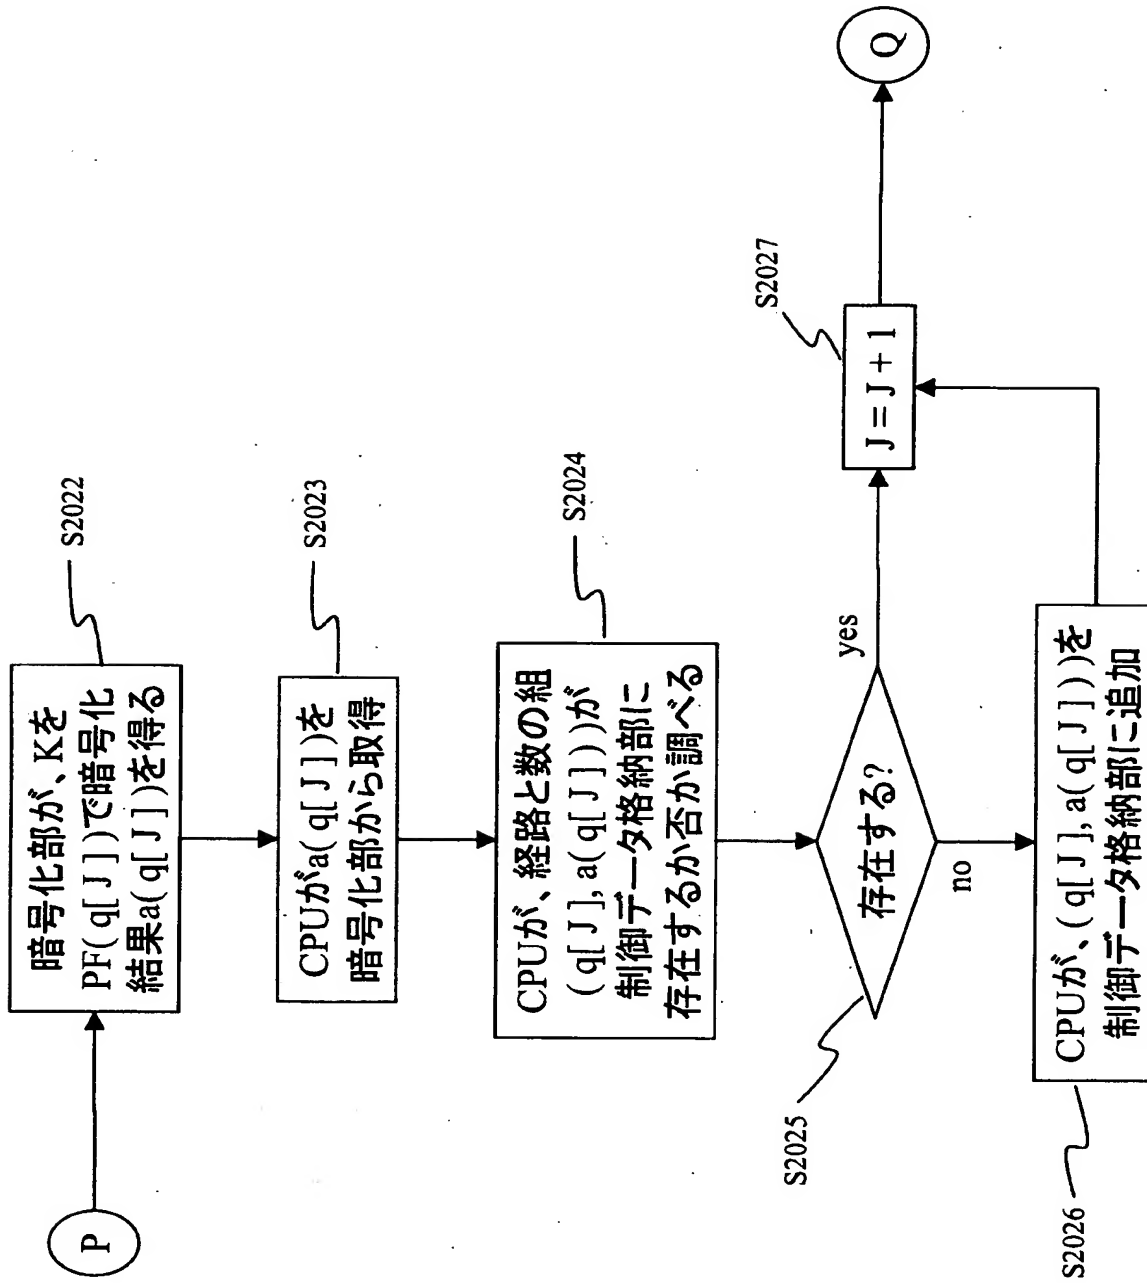 P
暗号化部が、Kを
PF(q[J])で暗号化
結果a(q[J])を得る
S2022
CPUがa(q[J])を
暗号化部から取得
S2023
CPUが、経路と数の組
(q[J], a(q[J]))が
制御データ格納部に
存在するか否か調べる
S2024
存在する?
S2025
yes
no
CPUが、(q[J], a(q[J]))を
制御データ格納部に追加
S2026
J = J + 1
S2027
Q